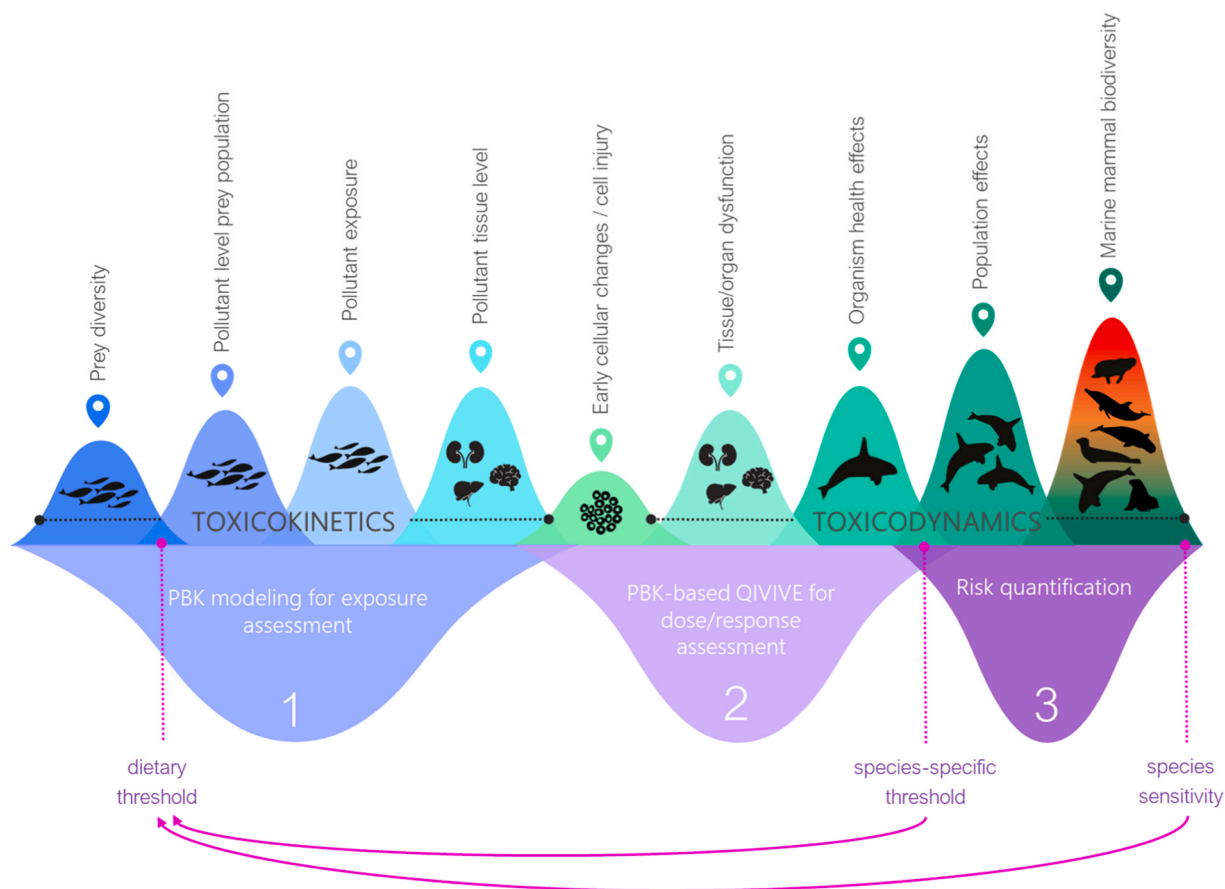 Prey diversity
Pollutant level prey population
Pollutant exposure
Pollutant tissue level
Early cellular changes / cell injury
Tissue/organ dysfunction
Organism health effects
Population effects
Marine mammal biodiversity
TOXICOKINETICS
TOXICODYNAMICS
PBK modeling for exposure
assessment
1
PBK-based QIVIVE for
dose/response
assessment
2
Risk quantification
3
dietary
threshold
species-specific
threshold
species
sensitivity